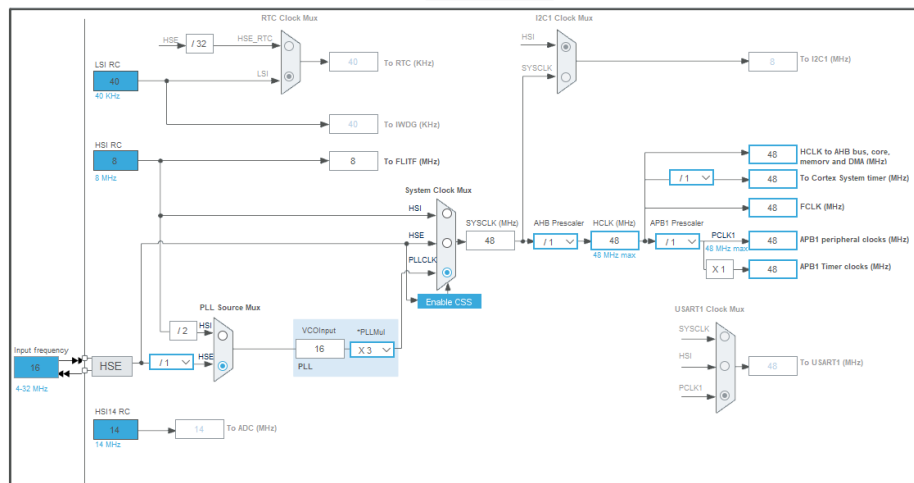 RTC Clock Mux
I2C1 Clock Mux
HSE
/ 32
HSE_RTC
HSI
LSI RC
40
40 KHz
LSI
40
To RTC (KHz)
SYSCLK
8
To I2C1 (MHz)
40
To IWDG (KHz)
HSI RC
8
8 MHz
8
To FLITF (MHz)
48
HCLK to AHB bus, core,
memory and DMA (MHz)
/ 1
48
To Cortex System timer (MHz)
System Clock Mux
HSI
48
FCLK (MHz)
SYSCLK (MHz)
AHB Prescaler
HCLK (MHz)
APB1 Prescaler
HSE
48
/ 1
48
48 MHz max
/ 1
PCLK1
48 MHz max
48
APB1 peripheral clocks (MHz)
PLLCLK
X 1
48
APB1 Timer clocks (MHz)
Enable CSS
PLL Source Mux
/ 2
HSI
VCOInput
*PLLMul
16
X 3
PLL
USART1 Clock Mux
SYSCLK
HSI
PCLK1
48
To USART1 (MHz)
Input frequency
16
4-32 MHz
HSE
/ 1
HSE
HSI14 RC
14
14 MHz
14
To ADC (MHz)